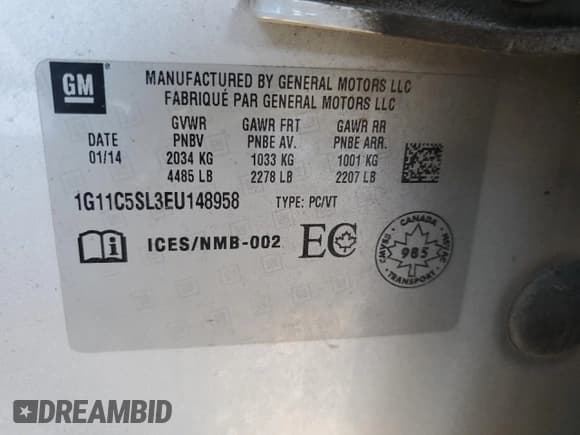 GM
MANUFACTURED BY GENERAL MOTORS LLC
FABRIQUÉ PAR GENERAL MOTORS LLC
GVWR GAWR FRT GAWR RR
DATE PNBV PNBE AV. PNBE ARR.
01/14 2034 KG 1033 KG 1001 KG
4485 LB 2278 LB 2207 LB
1G11C5SL3EU148958 TYPE: PC/VT
i ICES/NMB-002 EC
CANADA
CMVSS NSVAC
985
TRANSPORT
DREAMBID